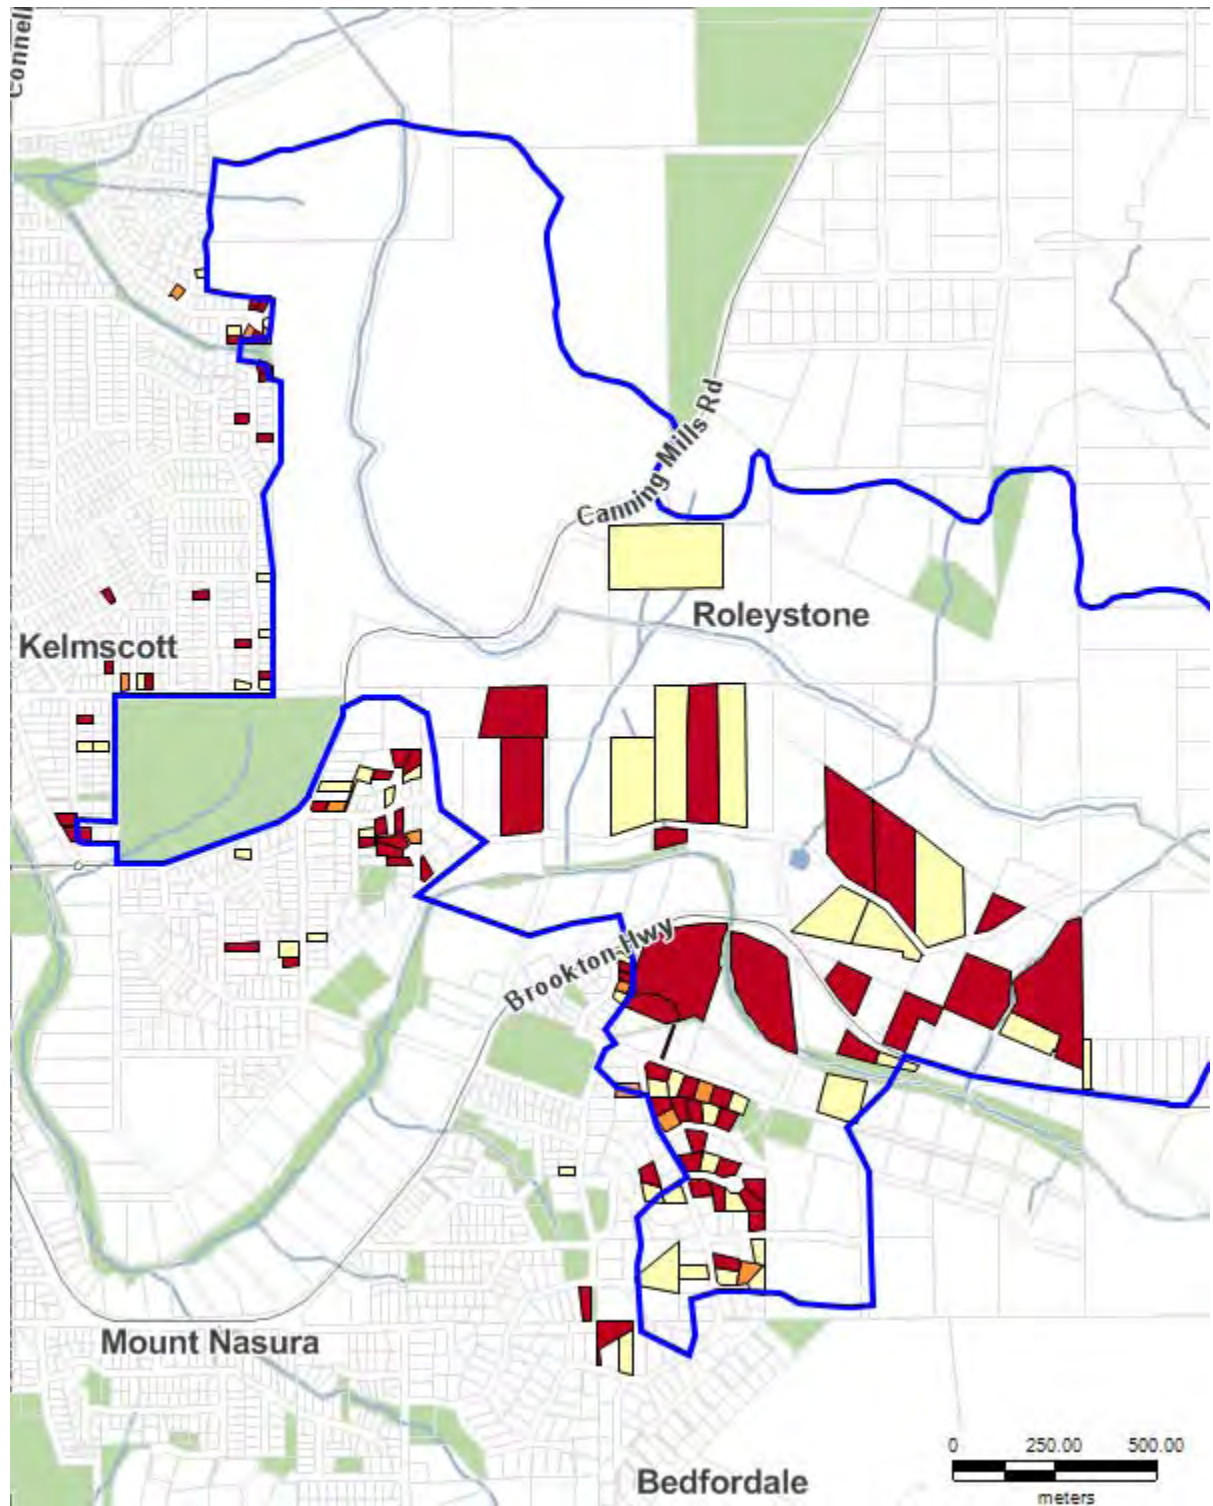 Connell
Canning Mills Rd
Roleystone
Kelmscott
Brookton Hwy
Mount Nasura
0 250.00 500.00
meters
Bedfordale